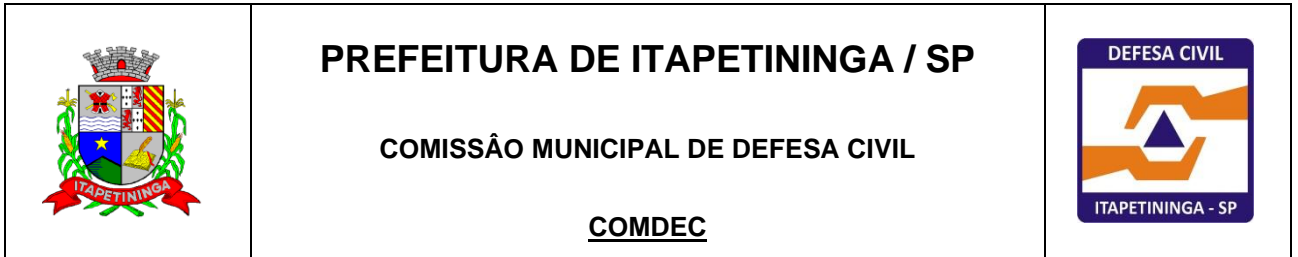 ITAPETININGA
PREFEITURA DE ITAPETININGA / SP
COMISSÂO MUNICIPAL DE DEFESA CIVIL
COMDEC
DEFESA CIVIL
ITAPETININGA - SP